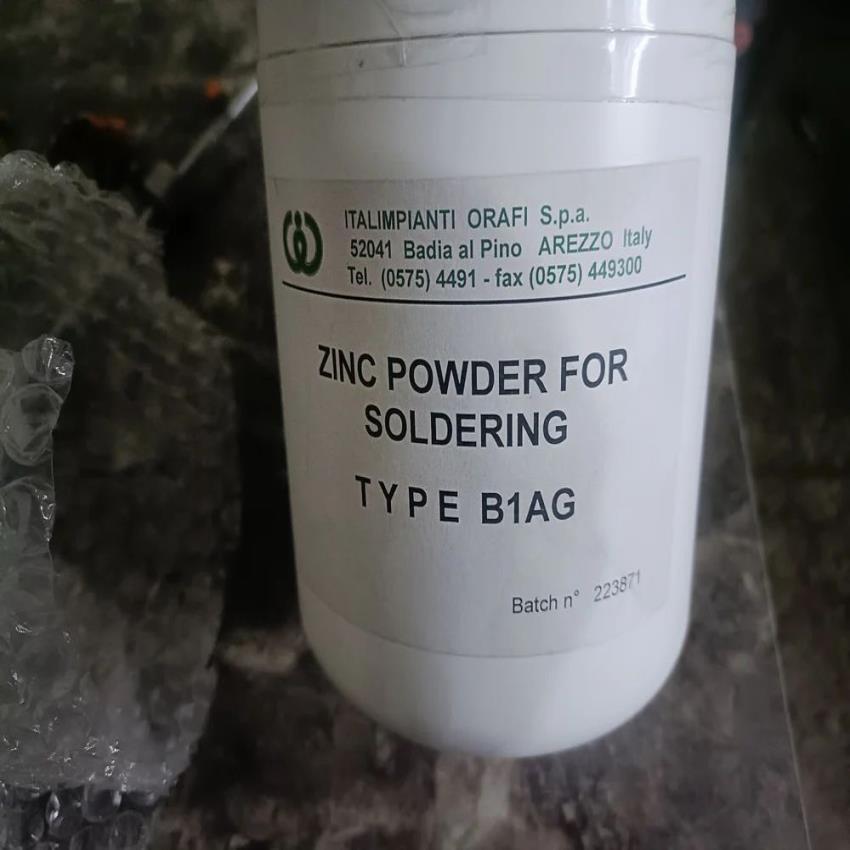 ITALIMPIANTI ORAFI S.p.a.
52041 Badia al Pino AREZZO Italy
Tel. (0575) 4491 - fax (0575) 449300
ZINC POWDER FOR
SOLDERING
TYPE B1AG
Batch n° 223871